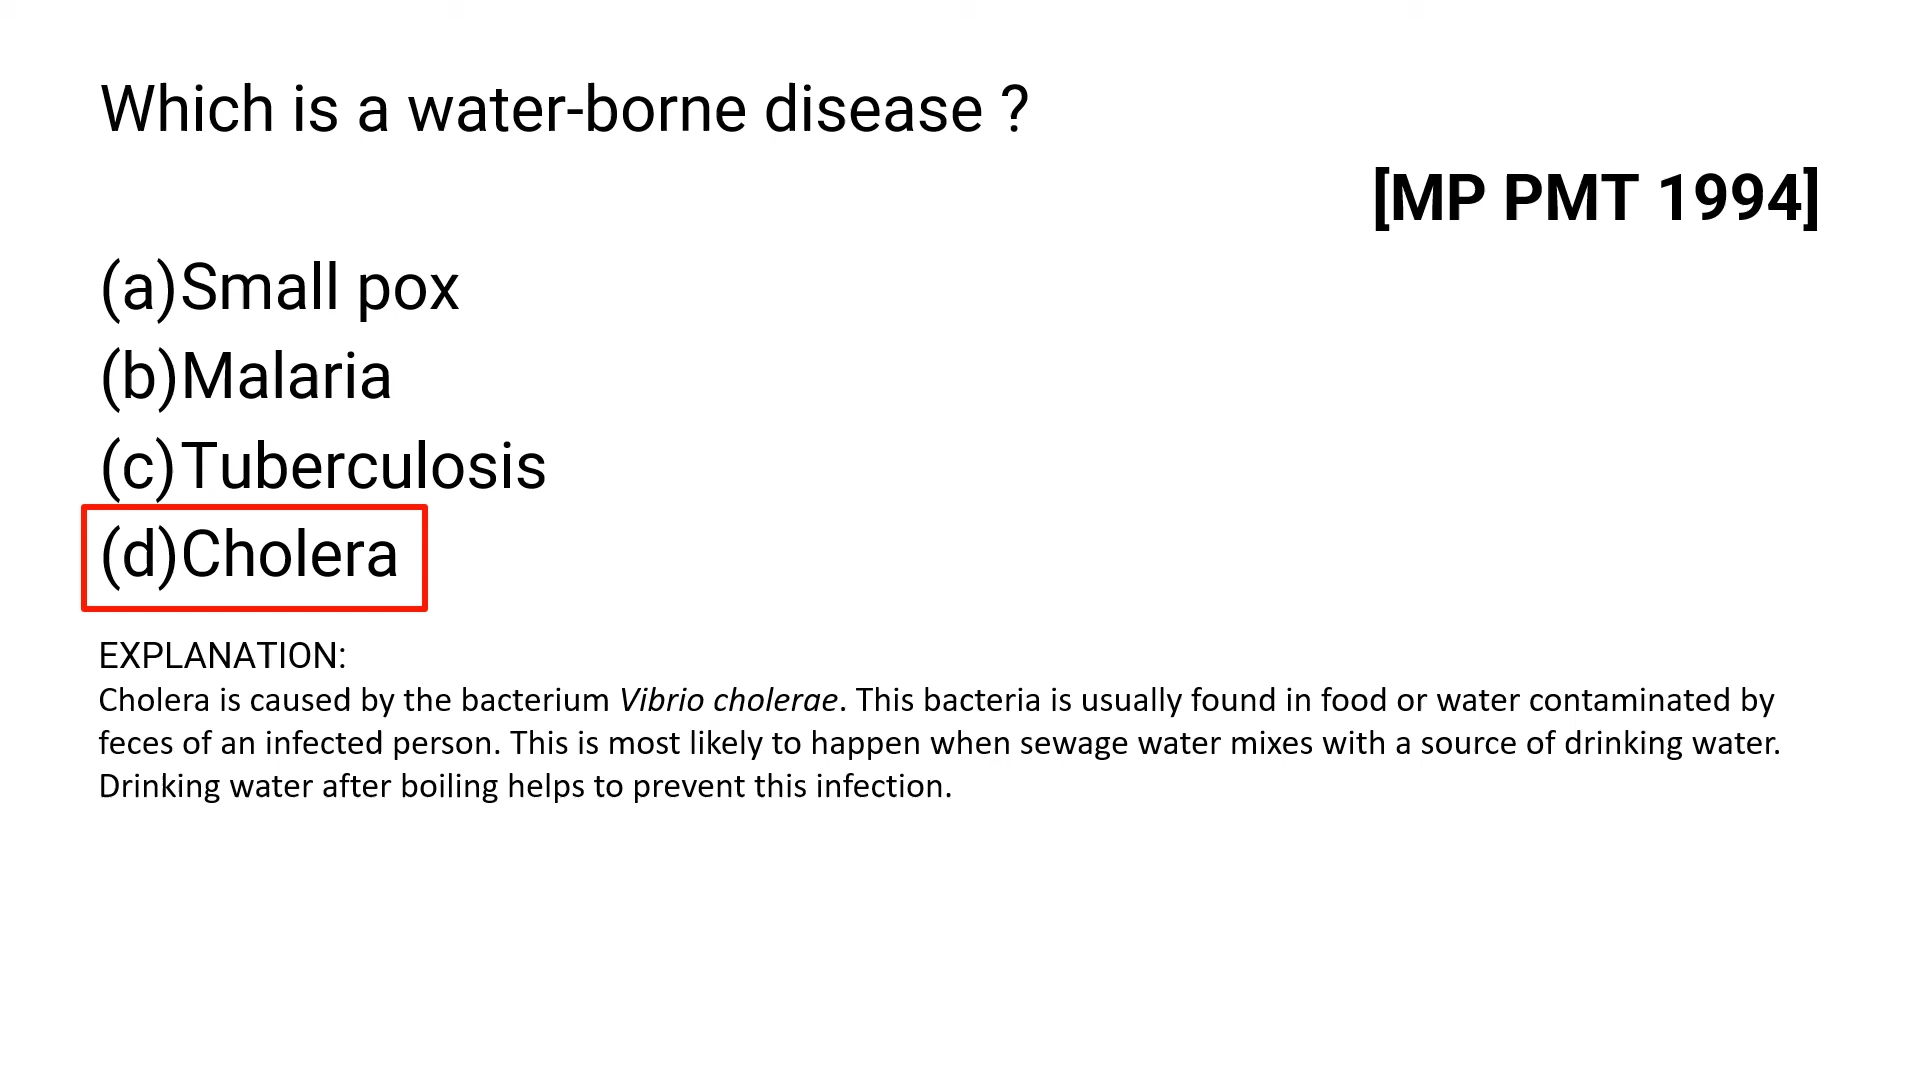 Which is a water-borne disease ?
[MP PMT 1994]
(a)Small pox
(b)Malaria
(c)Tuberculosis
(d)Cholera
EXPLANATION:
Cholera is caused by the bacterium Vibrio cholerae. This bacteria is usually found in food or water contaminated by
feces of an infected person. This is most likely to happen when sewage water mixes with a source of drinking water.
Drinking water after boiling helps to prevent this infection.